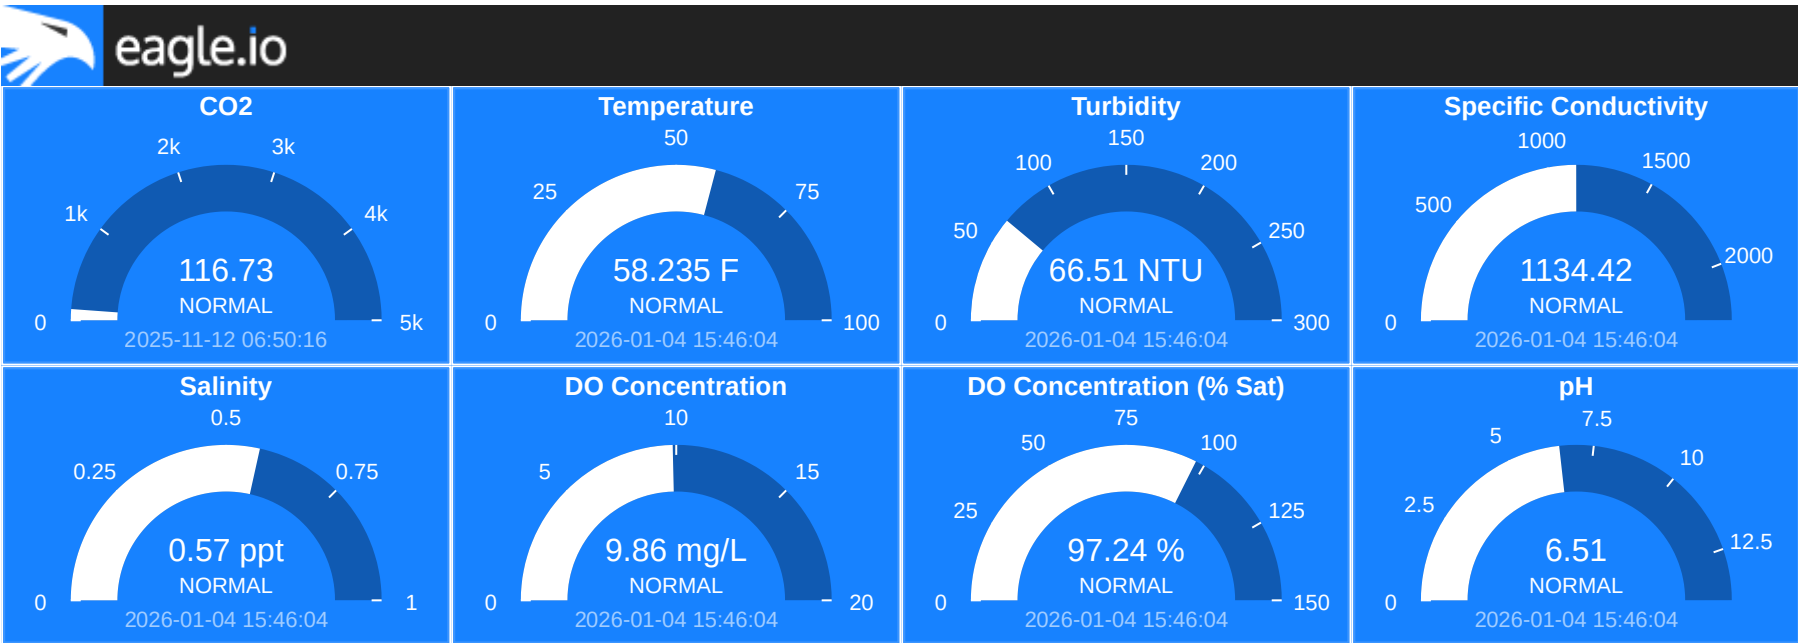 eagle.io
CO2
0
1k
2k
3k
4k
5k
116.73
NORMAL
2025-11-12 06:50:16
Temperature
0
25
50
75
100
58.235 F
NORMAL
2026-01-04 15:46:04
Turbidity
0
50
100
150
200
250
300
66.51 NTU
NORMAL
2026-01-04 15:46:04
Specific Conductivity
0
500
1000
1500
2000
1134.42
NORMAL
2026-01-04 15:46:04
Salinity
0
0.25
0.5
0.75
1
0.57 ppt
NORMAL
2026-01-04 15:46:04
DO Concentration
0
5
10
15
20
9.86 mg/L
NORMAL
2026-01-04 15:46:04
DO Concentration (% Sat)
0
25
50
75
100
125
150
97.24 %
NORMAL
2026-01-04 15:46:04
pH
0
2.5
5
7.5
10
12.5
6.51
NORMAL
2026-01-04 15:46:04